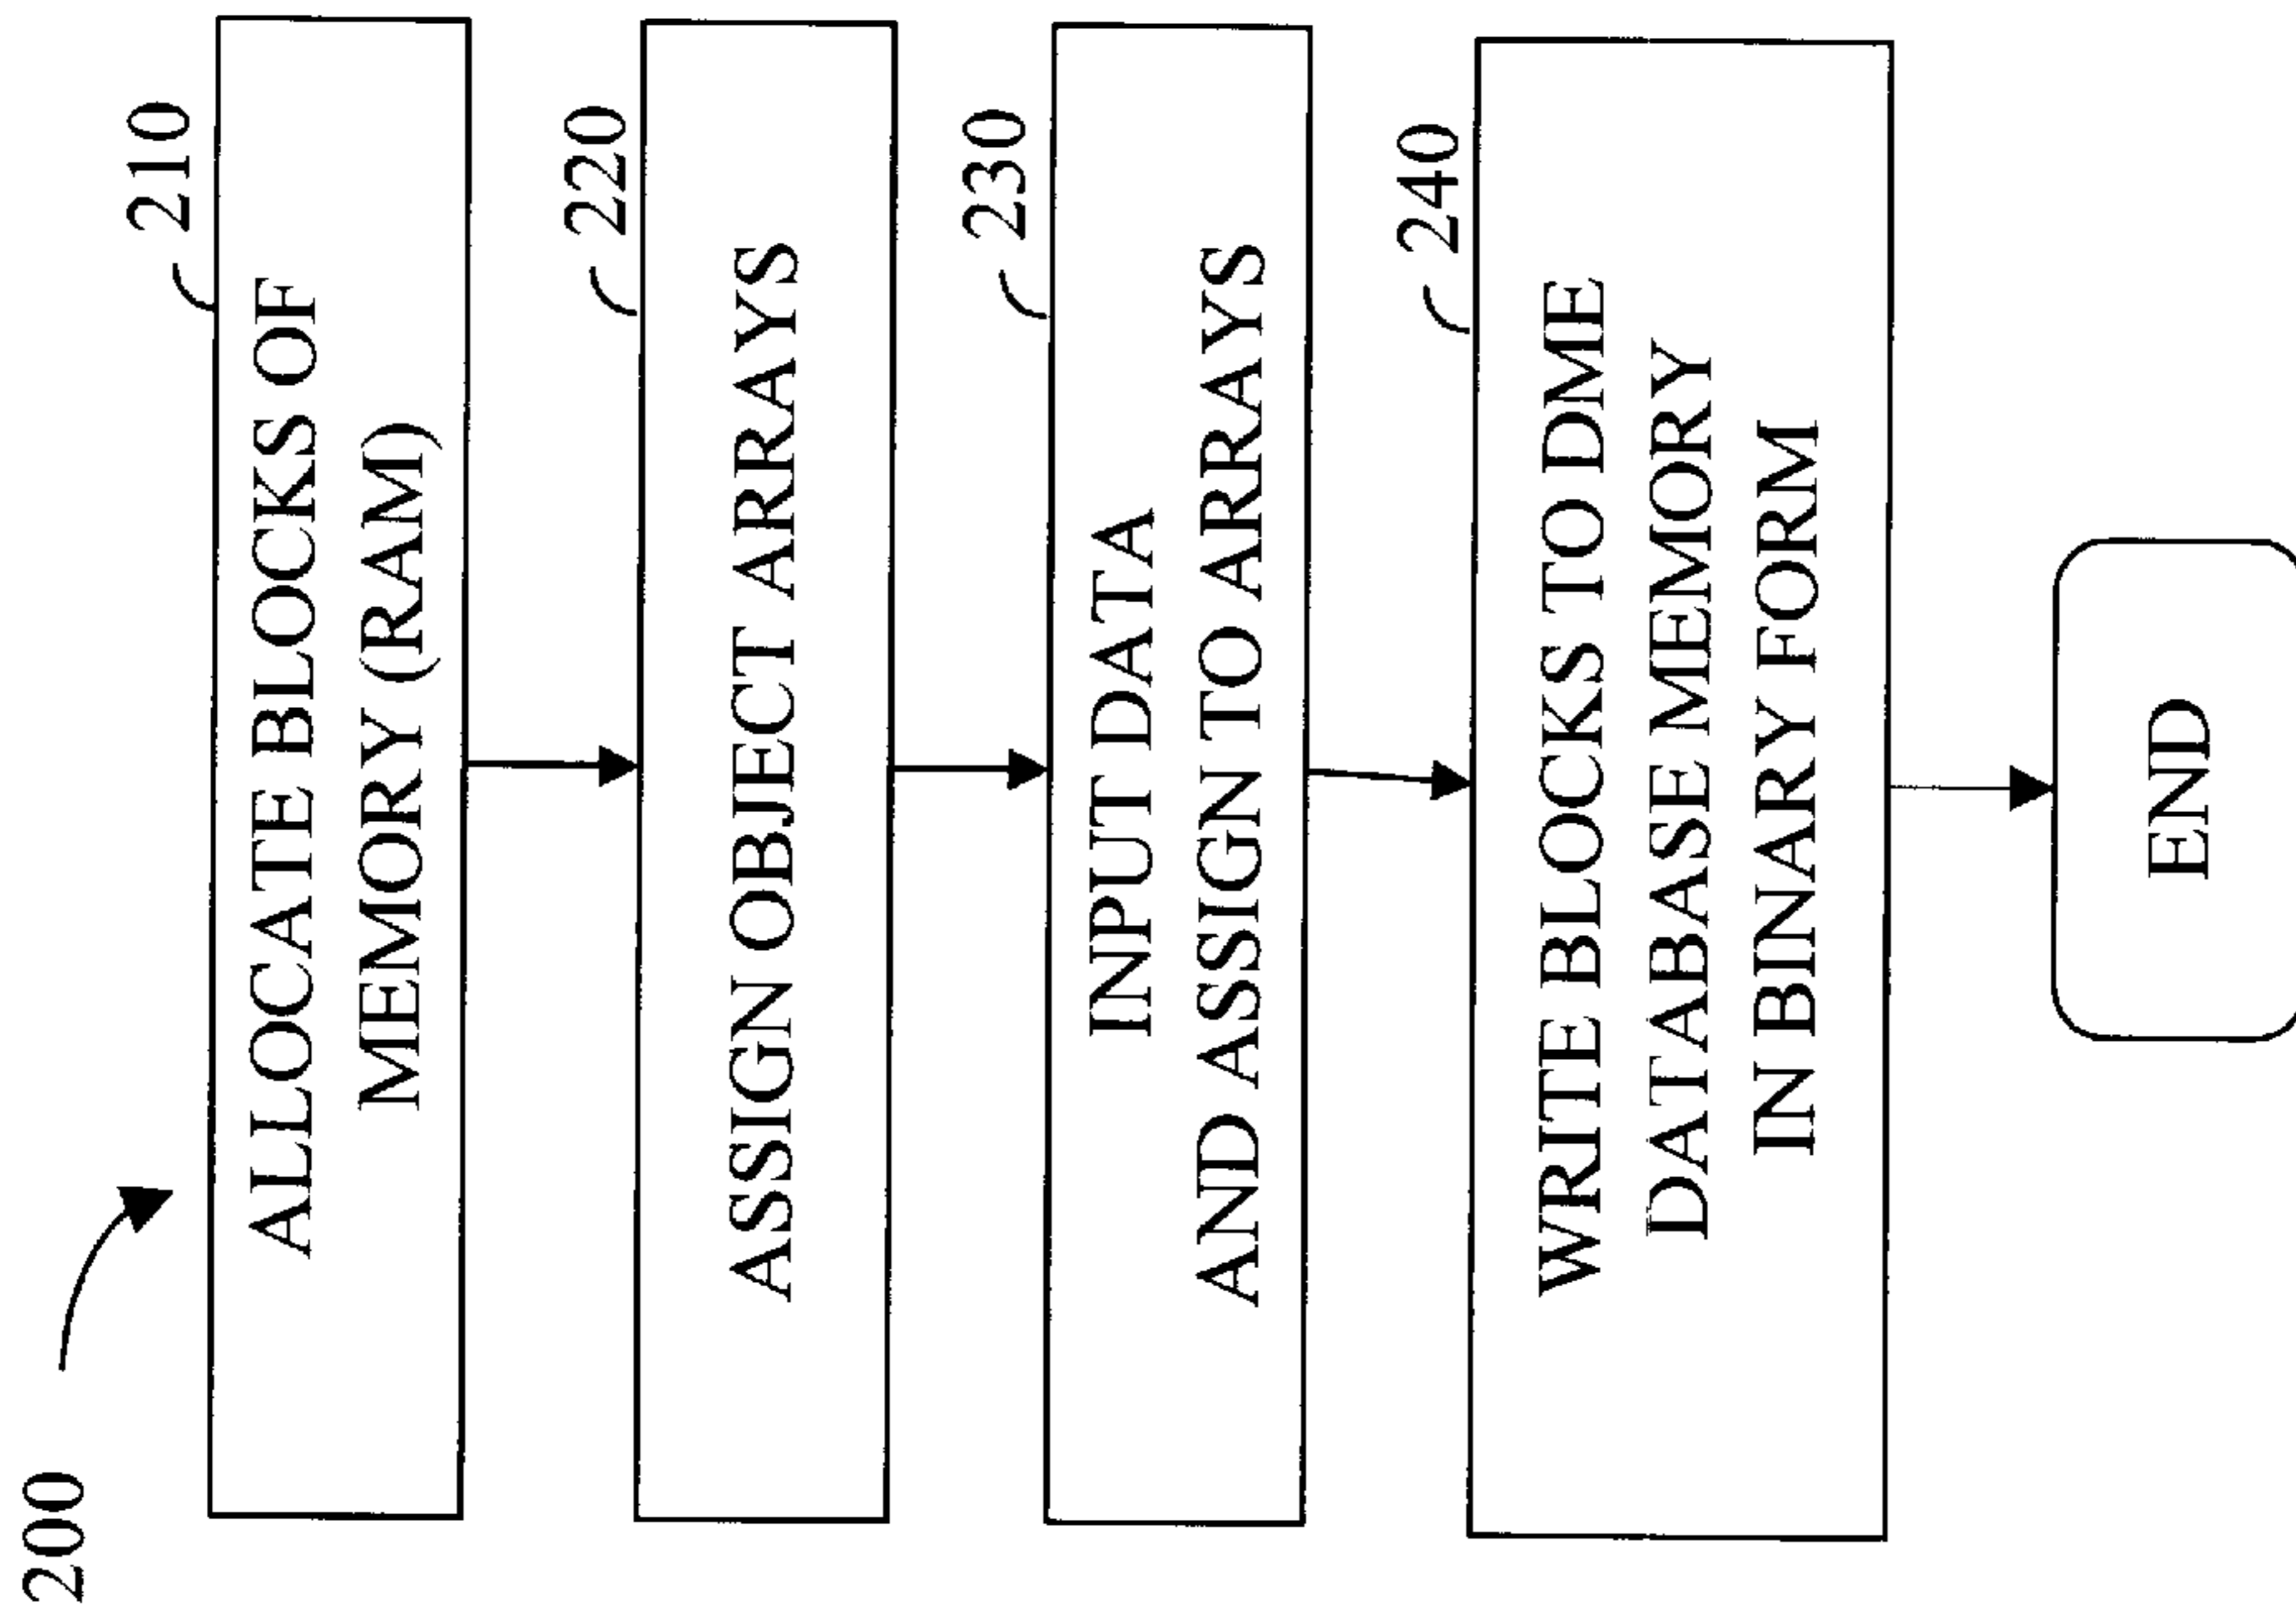 200
210
ALLOCATE BLOCKS OF
MEMORY (RAM)
220
ASSIGN OBJECT ARRAYS
230
INPUT DATA
AND ASSIGN TO ARRAYS
240
WRITE BLOCKS TO DME
DATABASE MEMORY
IN BINARY FORM
END